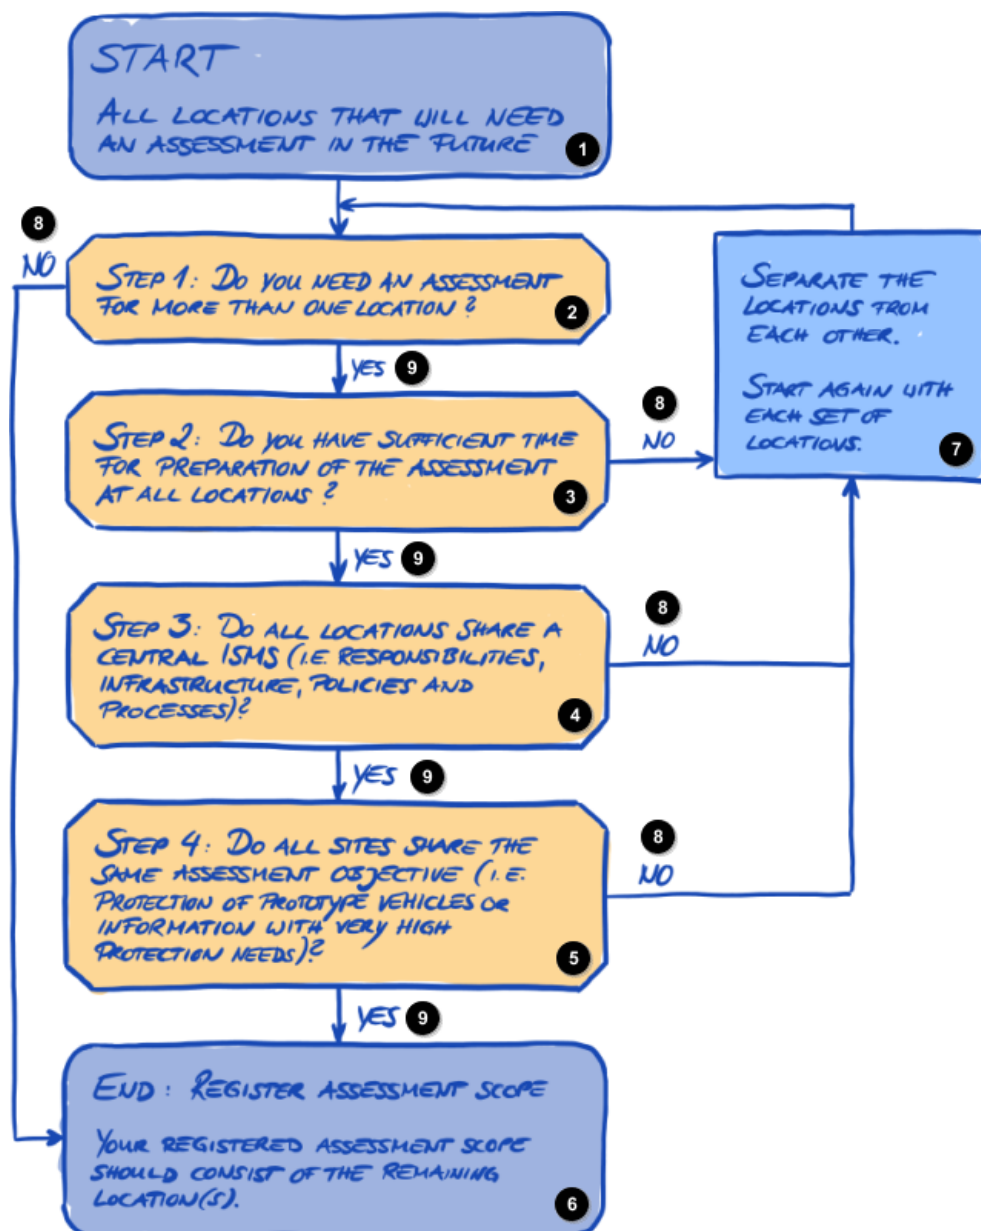 START
ALL LOCATIONS THAT WILL NEED
AN ASSESSMENT IN THE FUTURE
1
8
NO
STEP 1: DO YOU NEED AN ASSESSMENT
FOR MORE THAN ONE LOCATION?
2
YES 9
STEP 2: DO YOU HAVE SUFFICIENT TIME
FOR PREPARATION OF THE ASSESSMENT
AT ALL LOCATIONS?
3
8
NO
SEPARATE THE
LOCATIONS FROM
EACH OTHER.
START AGAIN WITH
EACH SET OF
LOCATIONS.
7
YES 9
STEP 3: DO ALL LOCATIONS SHARE A
CENTRAL ISMS (I.E. RESPONSIBILITIES,
INFRASTRUCTURE, POLICIES AND
PROCESSES)?
4
8
NO
YES 9
STEP 4: DO ALL SITES SHARE THE
SAME ASSESSMENT OBJECTIVE (I.E.
PROTECTION OF PROTOTYPE VEHICLES OR
INFORMATION WITH VERY HIGH
PROTECTION NEEDS)?
5
8
NO
YES 9
END: REGISTER ASSESSMENT SCOPE
YOUR REGISTERED ASSESSMENT SCOPE
SHOULD CONSIST OF THE REMAINING
LOCATION(S).
6